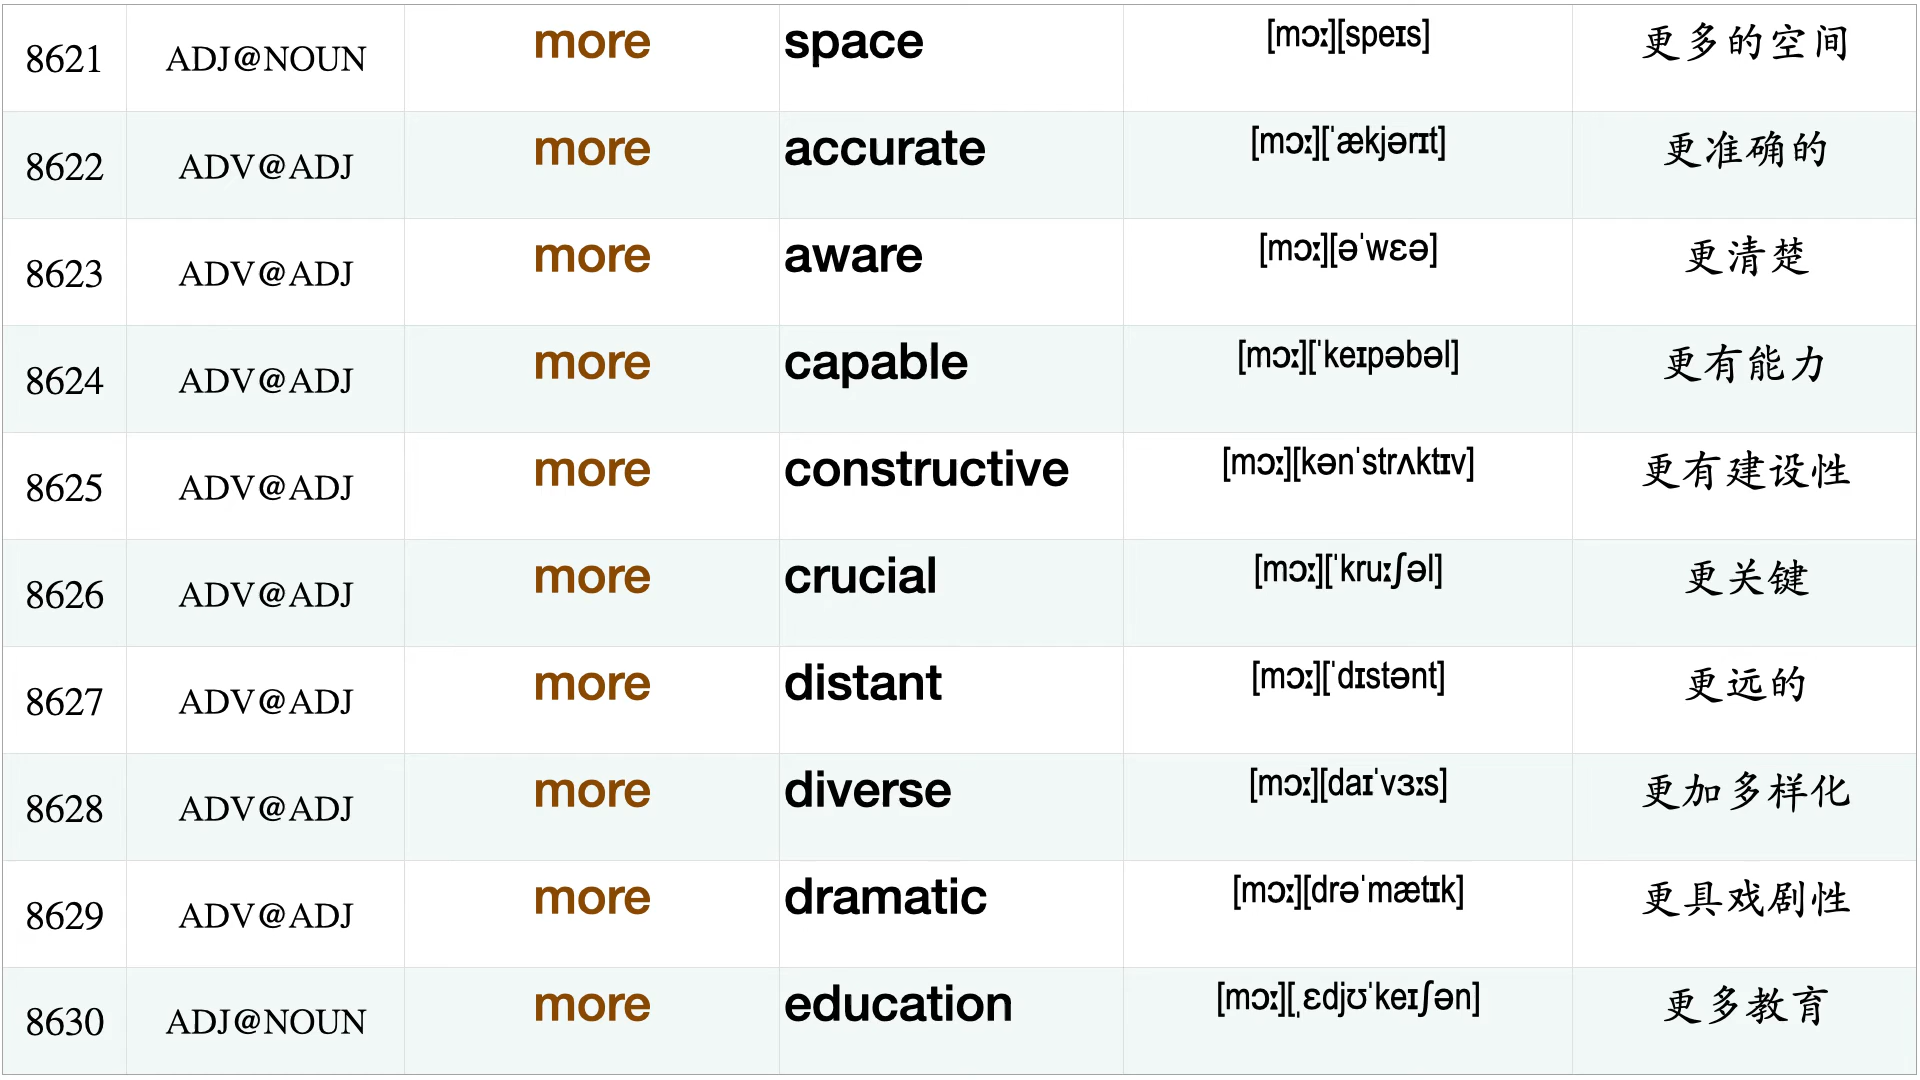 8621 ADJ@NOUN more space [mɔː][speɪs] 更多的空间
8622 ADV@ADJ more accurate [mɔː][ˈækjərɪt] 更准确的
8623 ADV@ADJ more aware [mɔː][əˈwɛə] 更清楚
8624 ADV@ADJ more capable [mɔː][ˈkeɪpəbəl] 更有能力
8625 ADV@ADJ more constructive [mɔː][kənˈstrʌktɪv] 更有建设性
8626 ADV@ADJ more crucial [mɔː][ˈkruːʃəl] 更关键
8627 ADV@ADJ more distant [mɔː][ˈdɪstənt] 更远的
8628 ADV@ADJ more diverse [mɔː][daɪˈvɜːs] 更加多样化
8629 ADV@ADJ more dramatic [mɔː][drəˈmætɪk] 更具戏剧性
8630 ADJ@NOUN more education [mɔː][ˌɛdjʊˈkeɪʃən] 更多教育